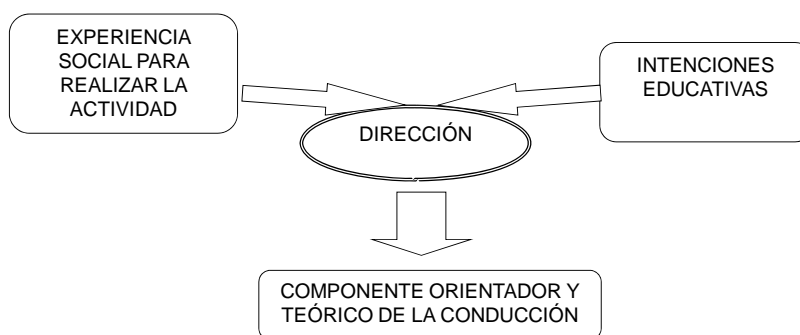 EXPERIENCIA
SOCIAL PARA
REALIZAR LA
ACTIVIDAD
INTENCIONES
EDUCATIVAS
DIRECCIÓN
COMPONENTE ORIENTADOR Y
TEÓRICO DE LA CONDUCCIÓN